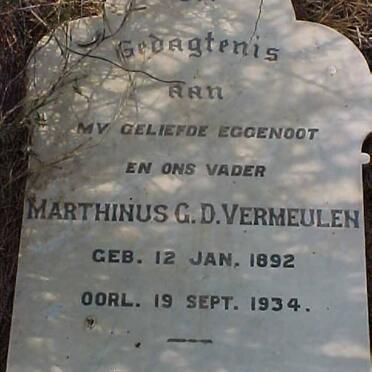 Gedagtenis
aan
MY GELIEFDE EGGENOOT
EN ONS VADER
MARTHINUS G.D. VERMEULEN
GEB. 12 JAN. 1892
OORL. 19 SEPT. 1934.